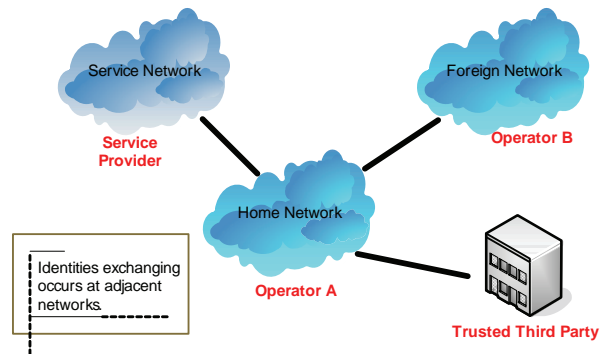 Service Network
Foreign Network
Service
Provider
Operator B
Home Network
Identities exchanging
occurs at adjacent
networks.
Operator A
Trusted Third Party